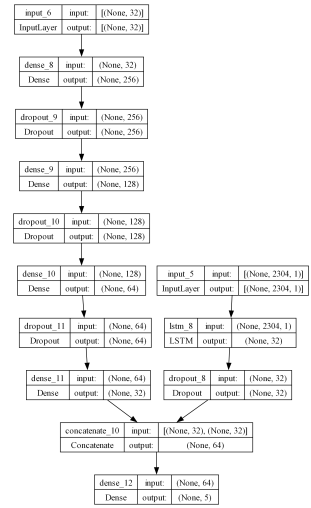 input_6 input: [(None, 32)]
InputLayer output: [(None, 32)]
dense_8 input: (None, 32)
Dense output: (None, 256)
dropout_9 input: (None, 256)
Dropout output: (None, 256)
dense_9 input: (None, 256)
Dense output: (None, 128)
dropout_10 input: (None, 128)
Dropout output: (None, 128)
dense_10 input: (None, 128)
Dense output: (None, 64)
input_5 input: [(None, 2304, 1)]
InputLayer output: [(None, 2304, 1)]
dropout_11 input: (None, 64)
Dropout output: (None, 64)
lstm_8 input: (None, 2304, 1)
LSTM output: (None, 32)
dense_11 input: (None, 64)
Dense output: (None, 32)
dropout_8 input: (None, 32)
Dropout output: (None, 32)
concatenate_10 input: [(None, 32), (None, 32)]
Concatenate output: (None, 64)
dense_12 input: (None, 64)
Dense output: (None, 5)